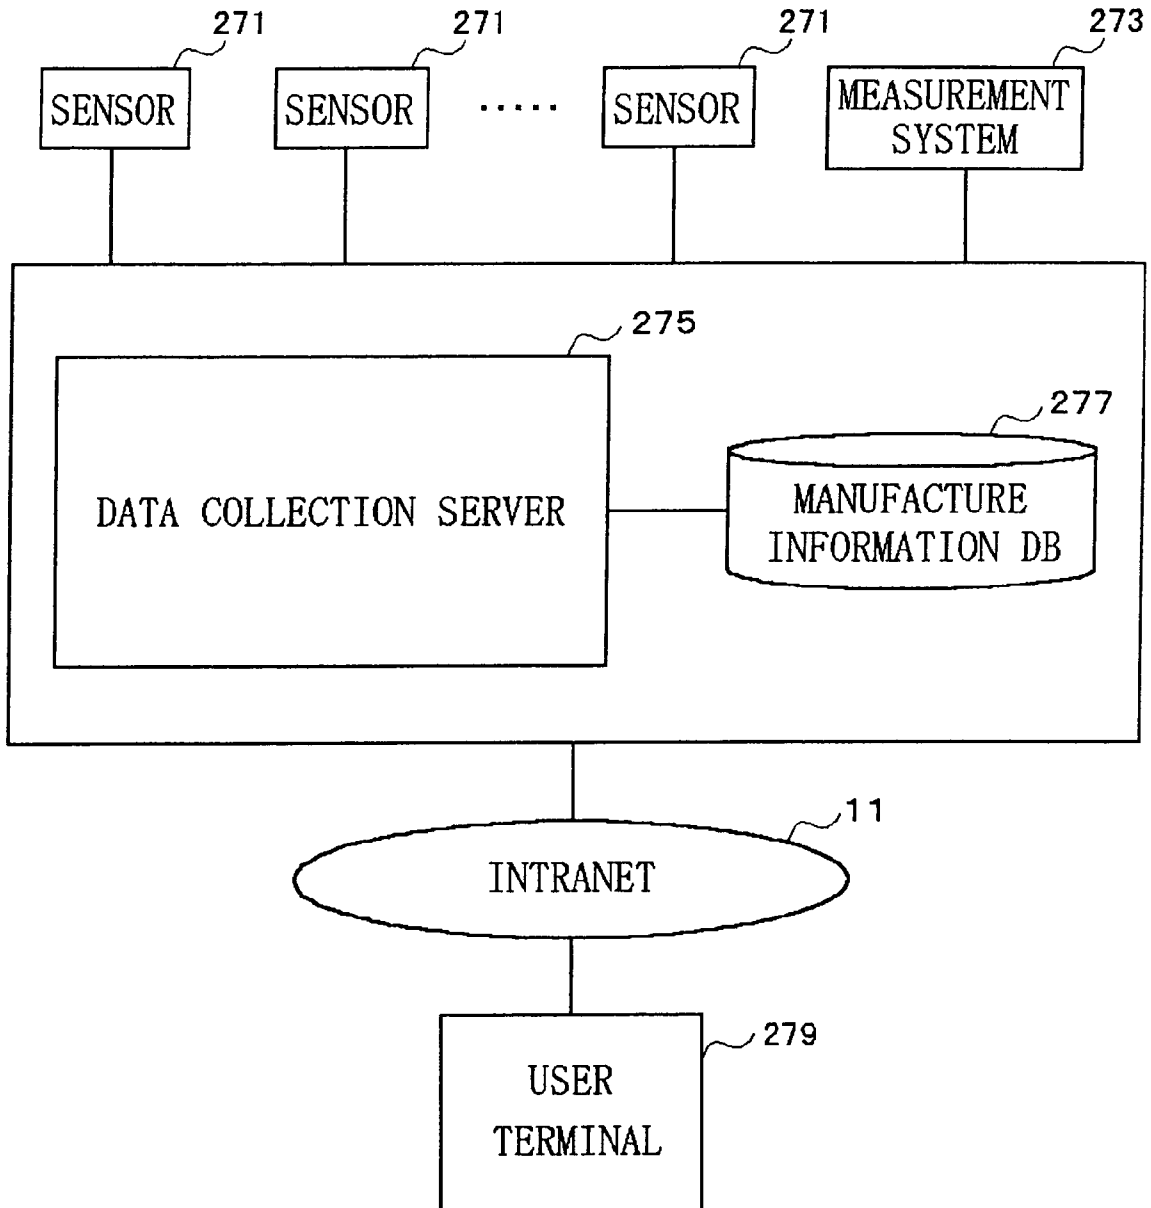 271
271
271
273
SENSOR
SENSOR
.....
SENSOR
MEASUREMENT
SYSTEM
275
277
DATA COLLECTION SERVER
MANUFACTURE
INFORMATION DB
11
INTRANET
279
USER
TERMINAL